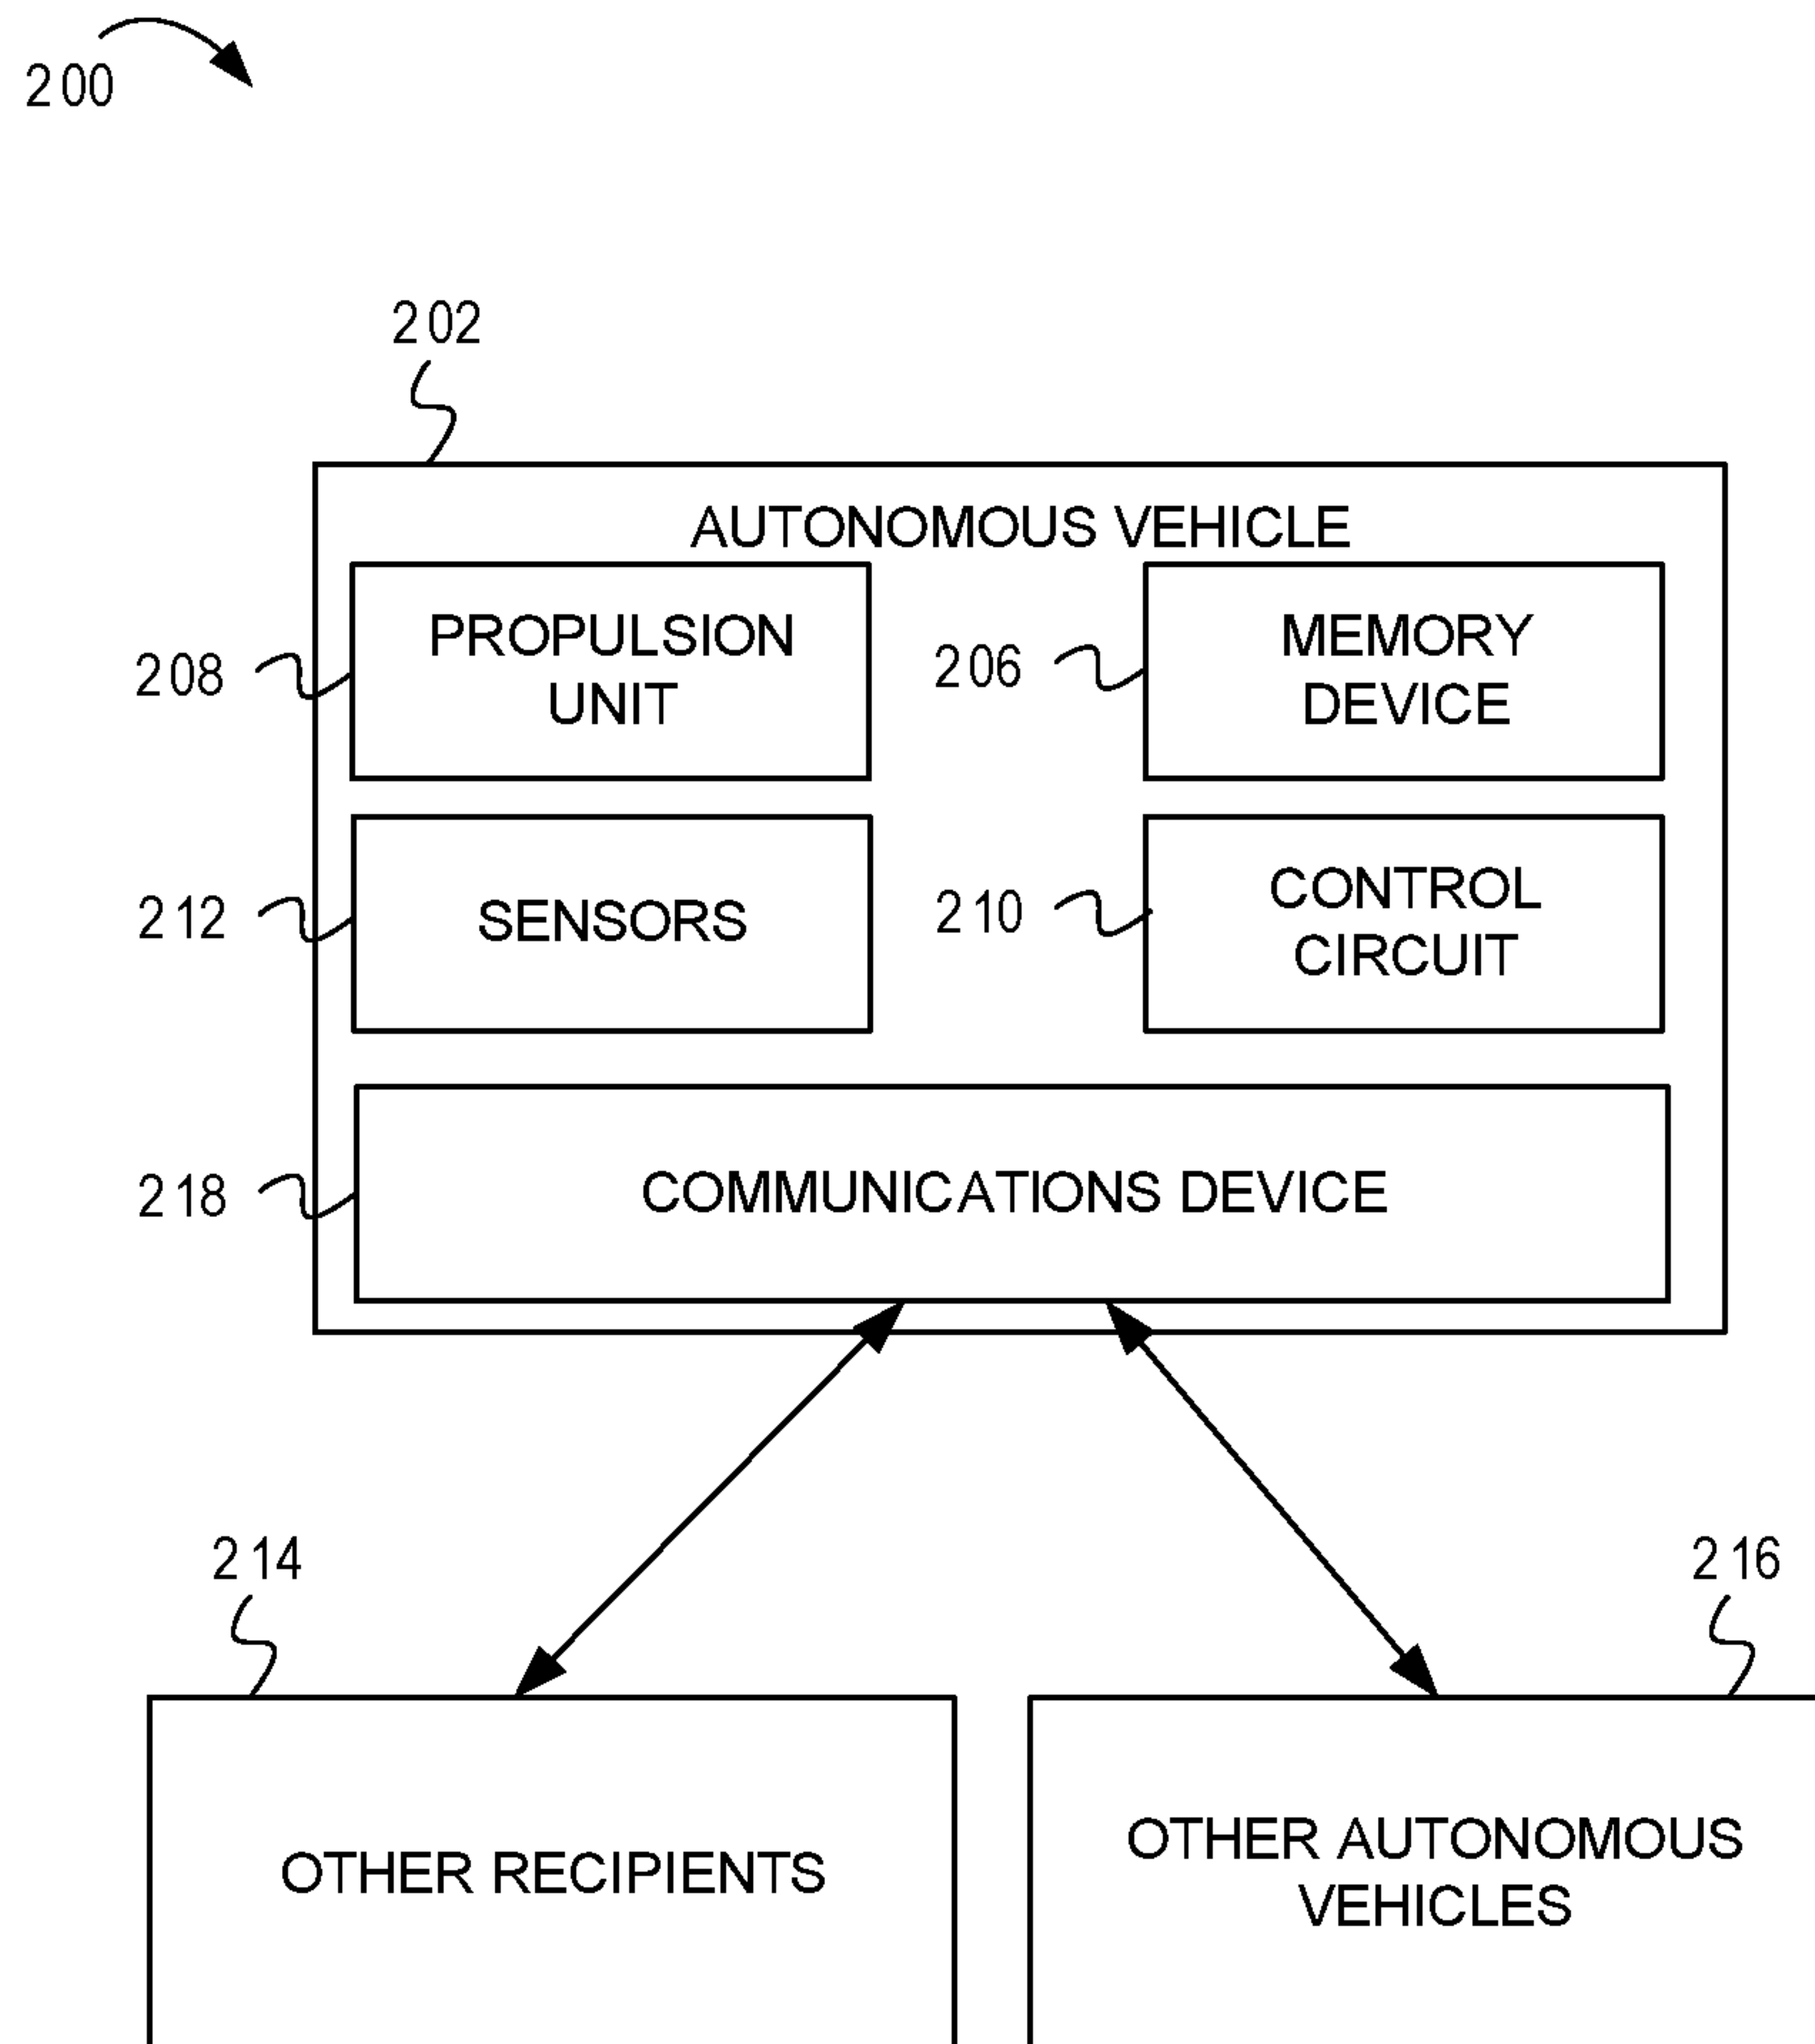 200
202
AUTONOMOUS VEHICLE
208
PROPULSION
UNIT
206
MEMORY
DEVICE
212
SENSORS
210
CONTROL
CIRCUIT
218
COMMUNICATIONS DEVICE
214
216
OTHER RECIPIENTS
OTHER AUTONOMOUS
VEHICLES